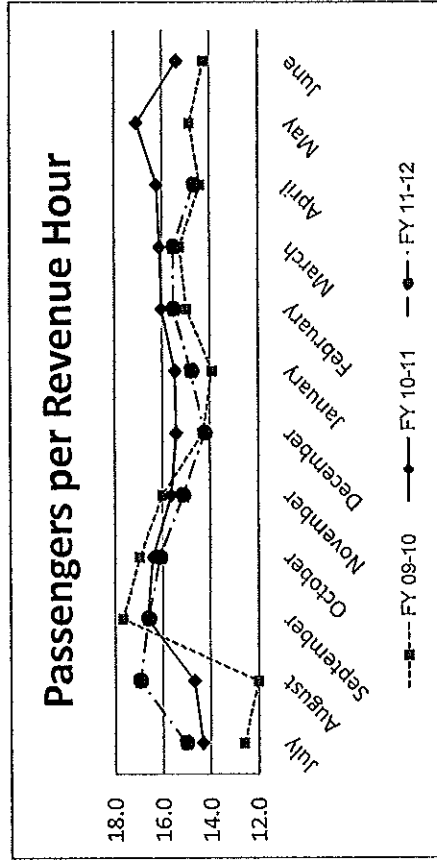 Passengers per Revenue Hour
18.0
16.0
14.0
12.0
July
August
September
October
November
December
January
February
March
April
May
June
FY 09-10
FY 10-11
FY 11-12